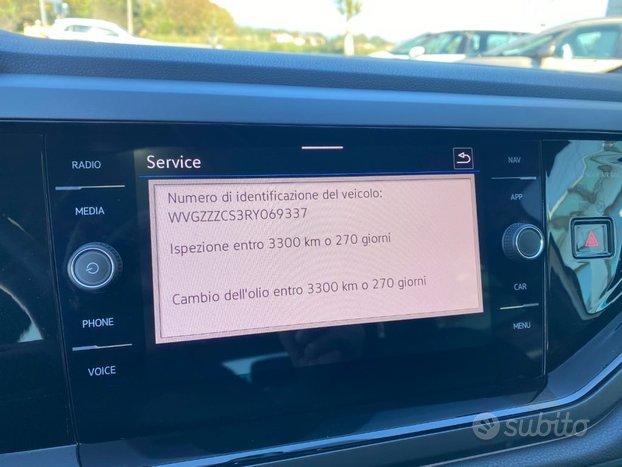 RADIO
MEDIA
PHONE
VOICE
Service
Numero di identificazione del veicolo:
WVGZZZCS3RY069337
Ispezione entro 3300 km o 270 giorni
Cambio dell'olio entro 3300 km o 270 giorni
NAV
APP
CAR
MENU
subito